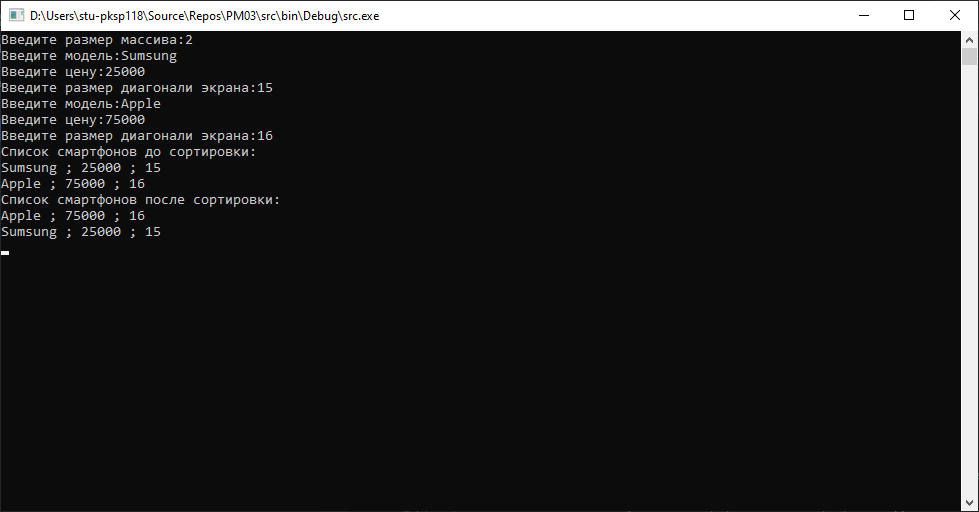 D:\Users\stu-pksp118\Source\Repos\PM03\src\bin\Debug\src.exe
Введите размер массива:2
Введите модель:Sumsung
Введите цену:25000
Введите размер диагонали экрана:15
Введите модель:Apple
Введите цену:75000
Введите размер диагонали экрана:16
Список смартфонов до сортировки:
Sumsung ; 25000 ; 15
Apple ; 75000 ; 16
Список смартфонов после сортировки:
Apple ; 75000 ; 16
Sumsung ; 25000 ; 15